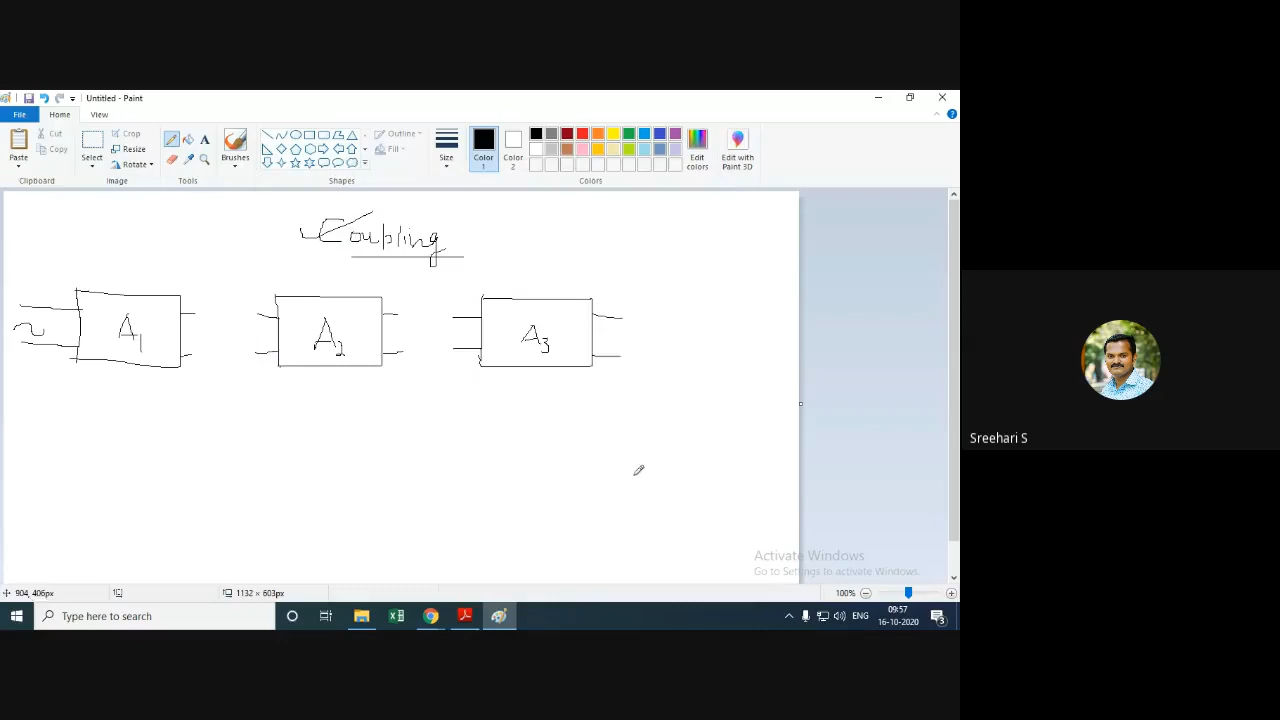 Untitled - Paint
File Home View
Paste Cut Copy Select Crop Resize Rotate Brushes Outline Fill Size Color 1 Color 2 Edit colors Edit with Paint 3D
Clipboard Image Tools Shapes Colors
Coupling
A1 A2 A3
Sreehari S
Activate Windows
Go to Settings to activate Windows.
904, 406px 1132 × 603px 100%
Type here to search ENG 09:57
16-10-2020 3